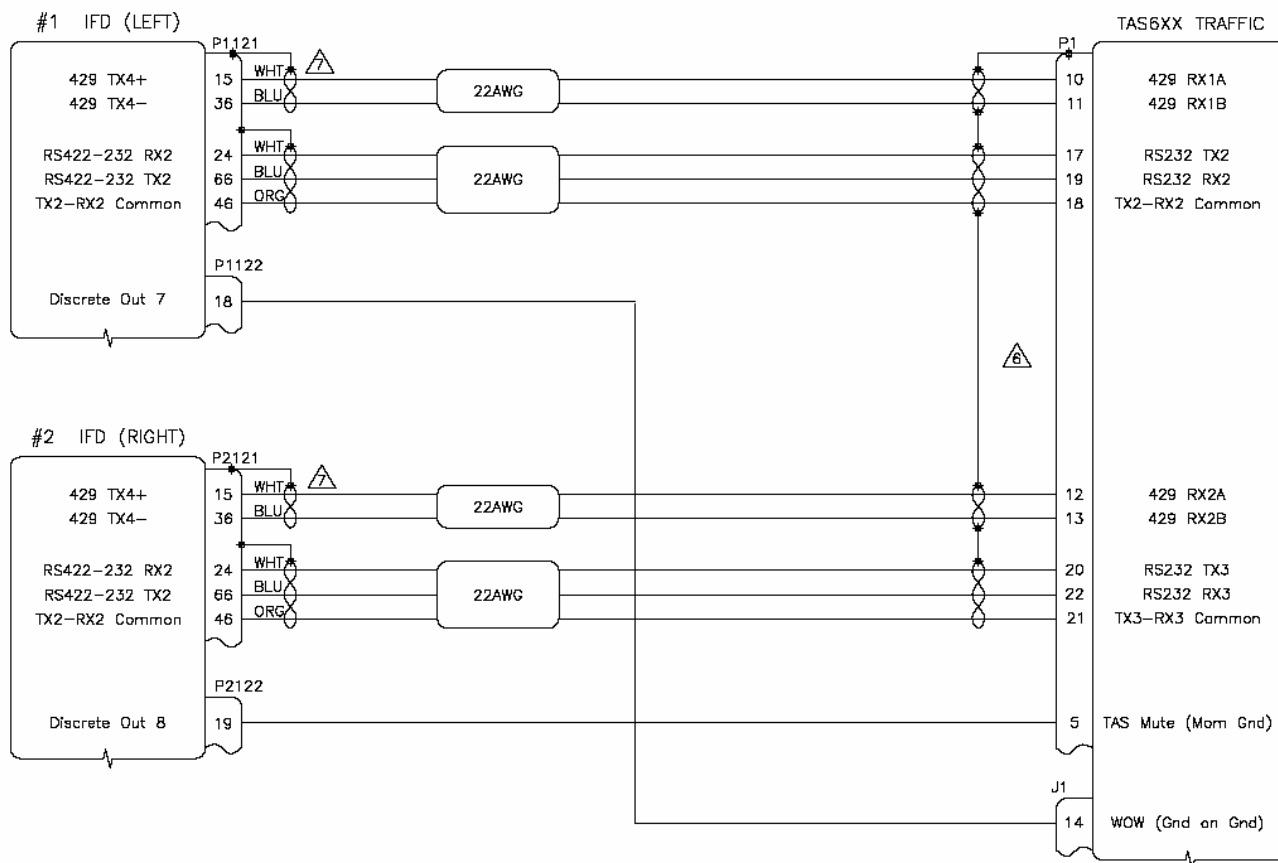 #1 IFD (LEFT)
TAS6XX TRAFFIC
P1121
P1
WHT
7
429 TX4+
15
22AWG
10
429 RX1A
BLU
429 TX4–
36
11
429 RX1B
WHT
RS422–232 RX2
24
22AWG
17
RS232 TX2
BLU
RS422–232 TX2
66
19
RS232 RX2
ORG
TX2–RX2 Common
46
18
TX2–RX2 Common
P1122
Discrete Out 7
18
6
#2 IFD (RIGHT)
P2121
WHT
7
429 TX4+
15
22AWG
12
429 RX2A
BLU
429 TX4–
36
13
429 RX2B
WHT
RS422–232 RX2
24
22AWG
20
RS232 TX3
BLU
RS422–232 TX2
66
22
RS232 RX3
ORG
TX2–RX2 Common
46
21
TX3–RX3 Common
P2122
Discrete Out 8
19
5
TAS Mute (Mom Gnd)
J1
14
WOW (Gnd on Gnd)